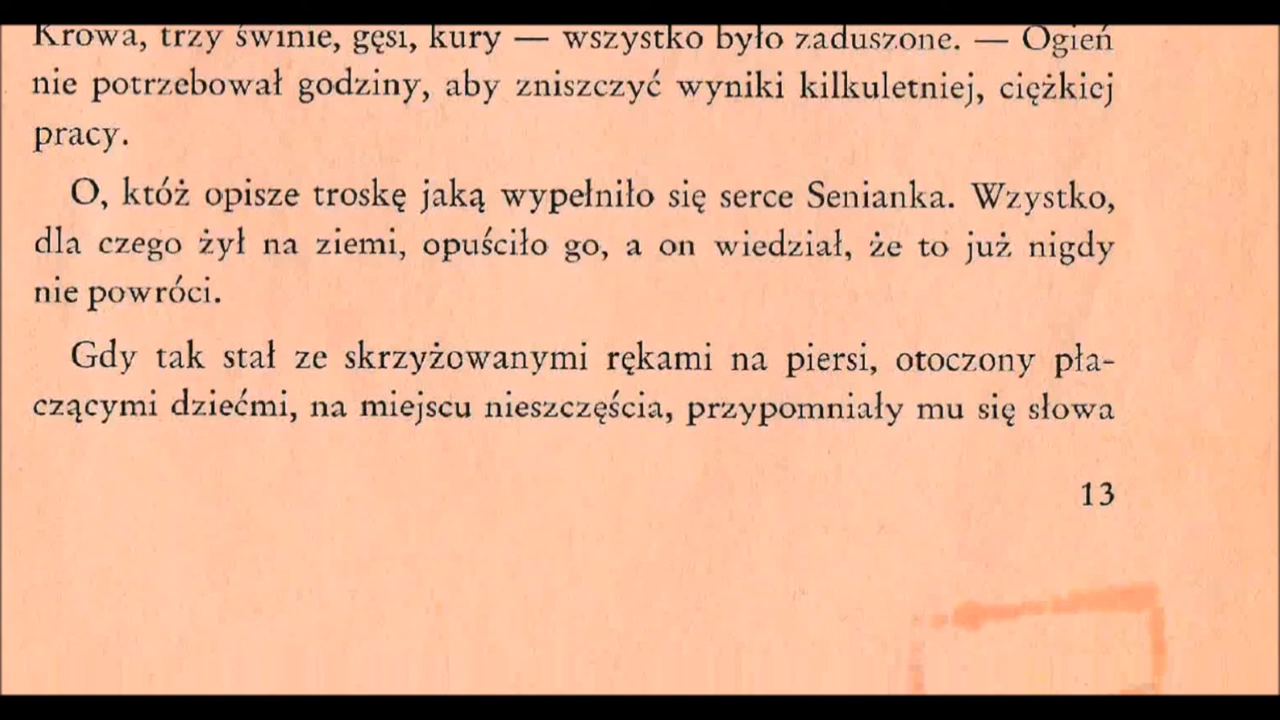 Krowa, trzy świnie, gęsi, kury — wszystko było zaduszone. — Ogień
nie potrzebował godziny, aby zniszczyć wyniki kilkuletniej, ciężkiej
pracy.
O, któż opisze troskę jaką wypełniło się serce Senianka. Wzystko,
dla czego żył na ziemi, opuściło go, a on wiedział, że to już nigdy
nie powróci.
Gdy tak stał ze skrzyżowanymi rękami na piersi, otoczony pła-
czącymi dziećmi, na miejscu nieszczęścia, przypomniały mu się słowa
13